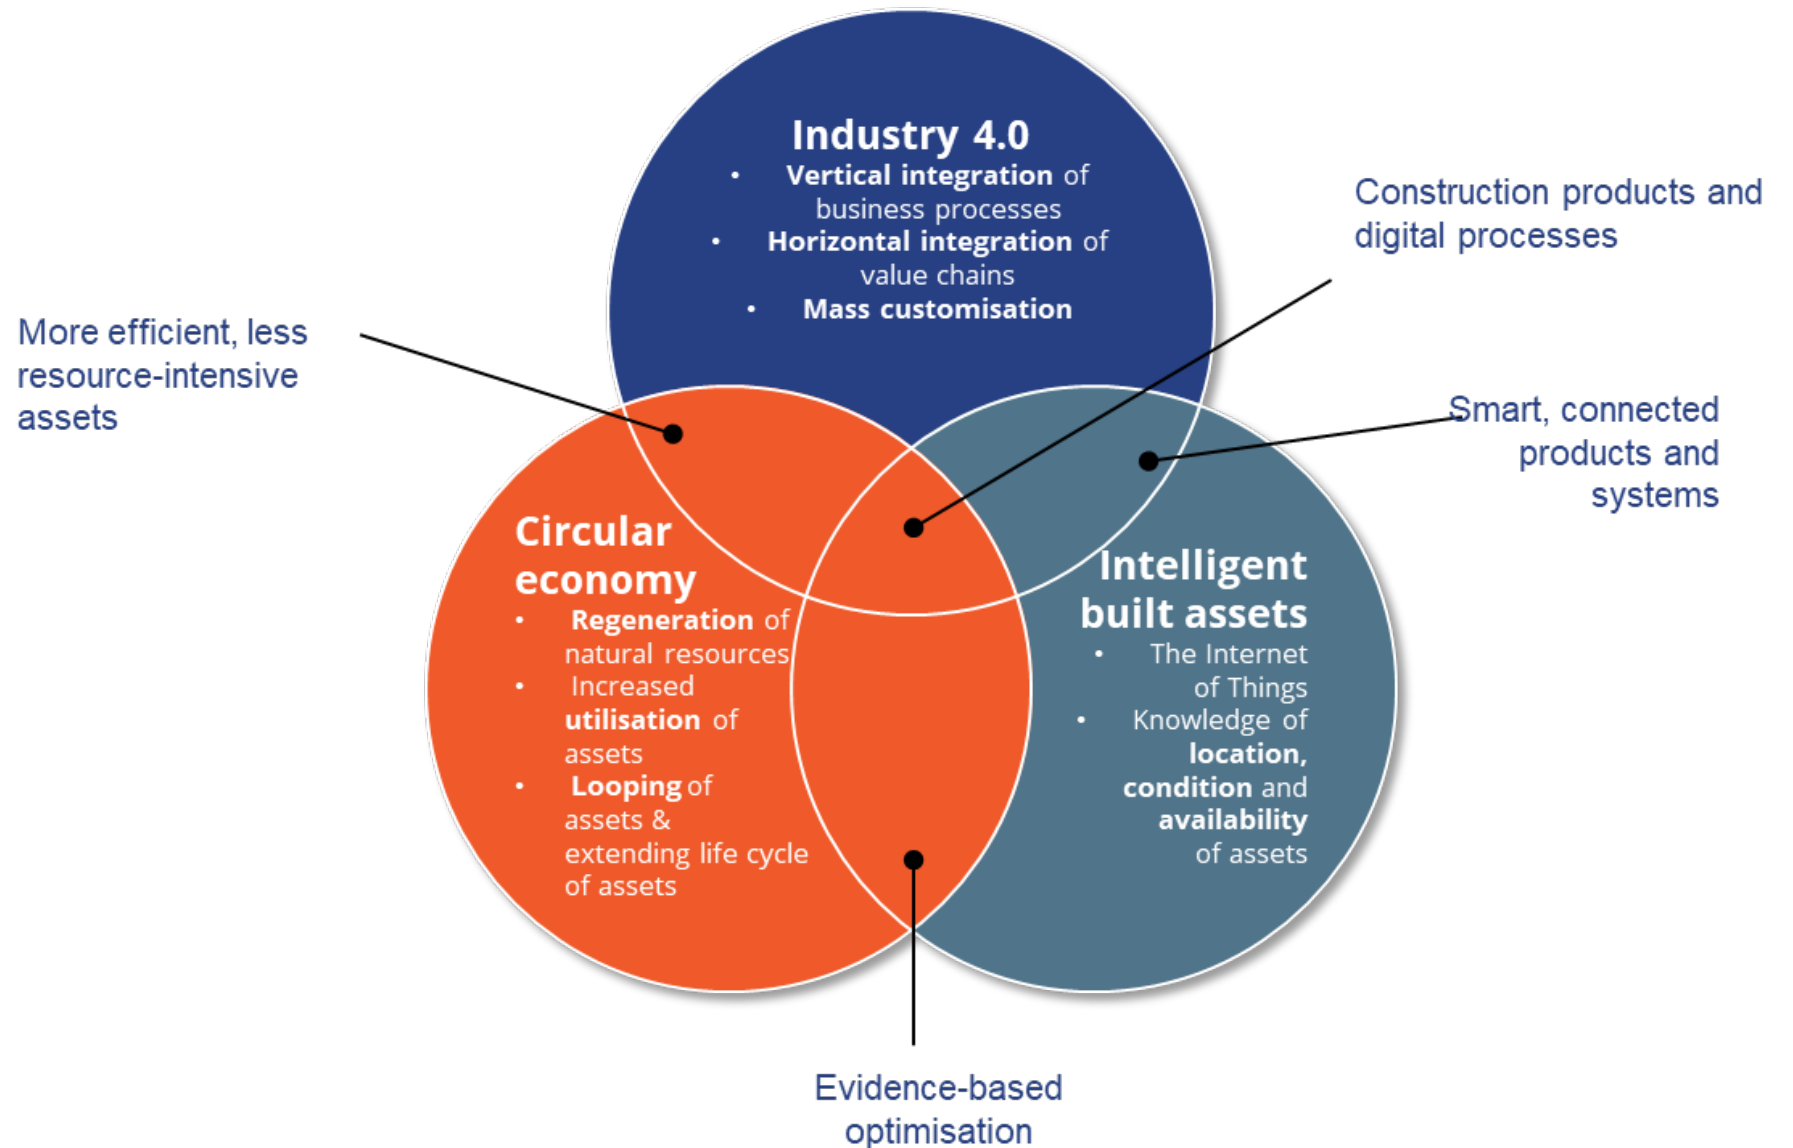 Industry 4.0
• Vertical integration of
business processes
• Horizontal integration of
value chains
• Mass customisation
Construction products and
digital processes
More efficient, less
resource-intensive
assets
Smart, connected
products and
systems
Circular
economy
• Regeneration of
natural resources
• Increased
utilisation of
assets
• Looping of
assets &
extending life cycle
of assets
Intelligent
built assets
• The Internet
of Things
• Knowledge of
location,
condition and
availability
of assets
Evidence-based
optimisation